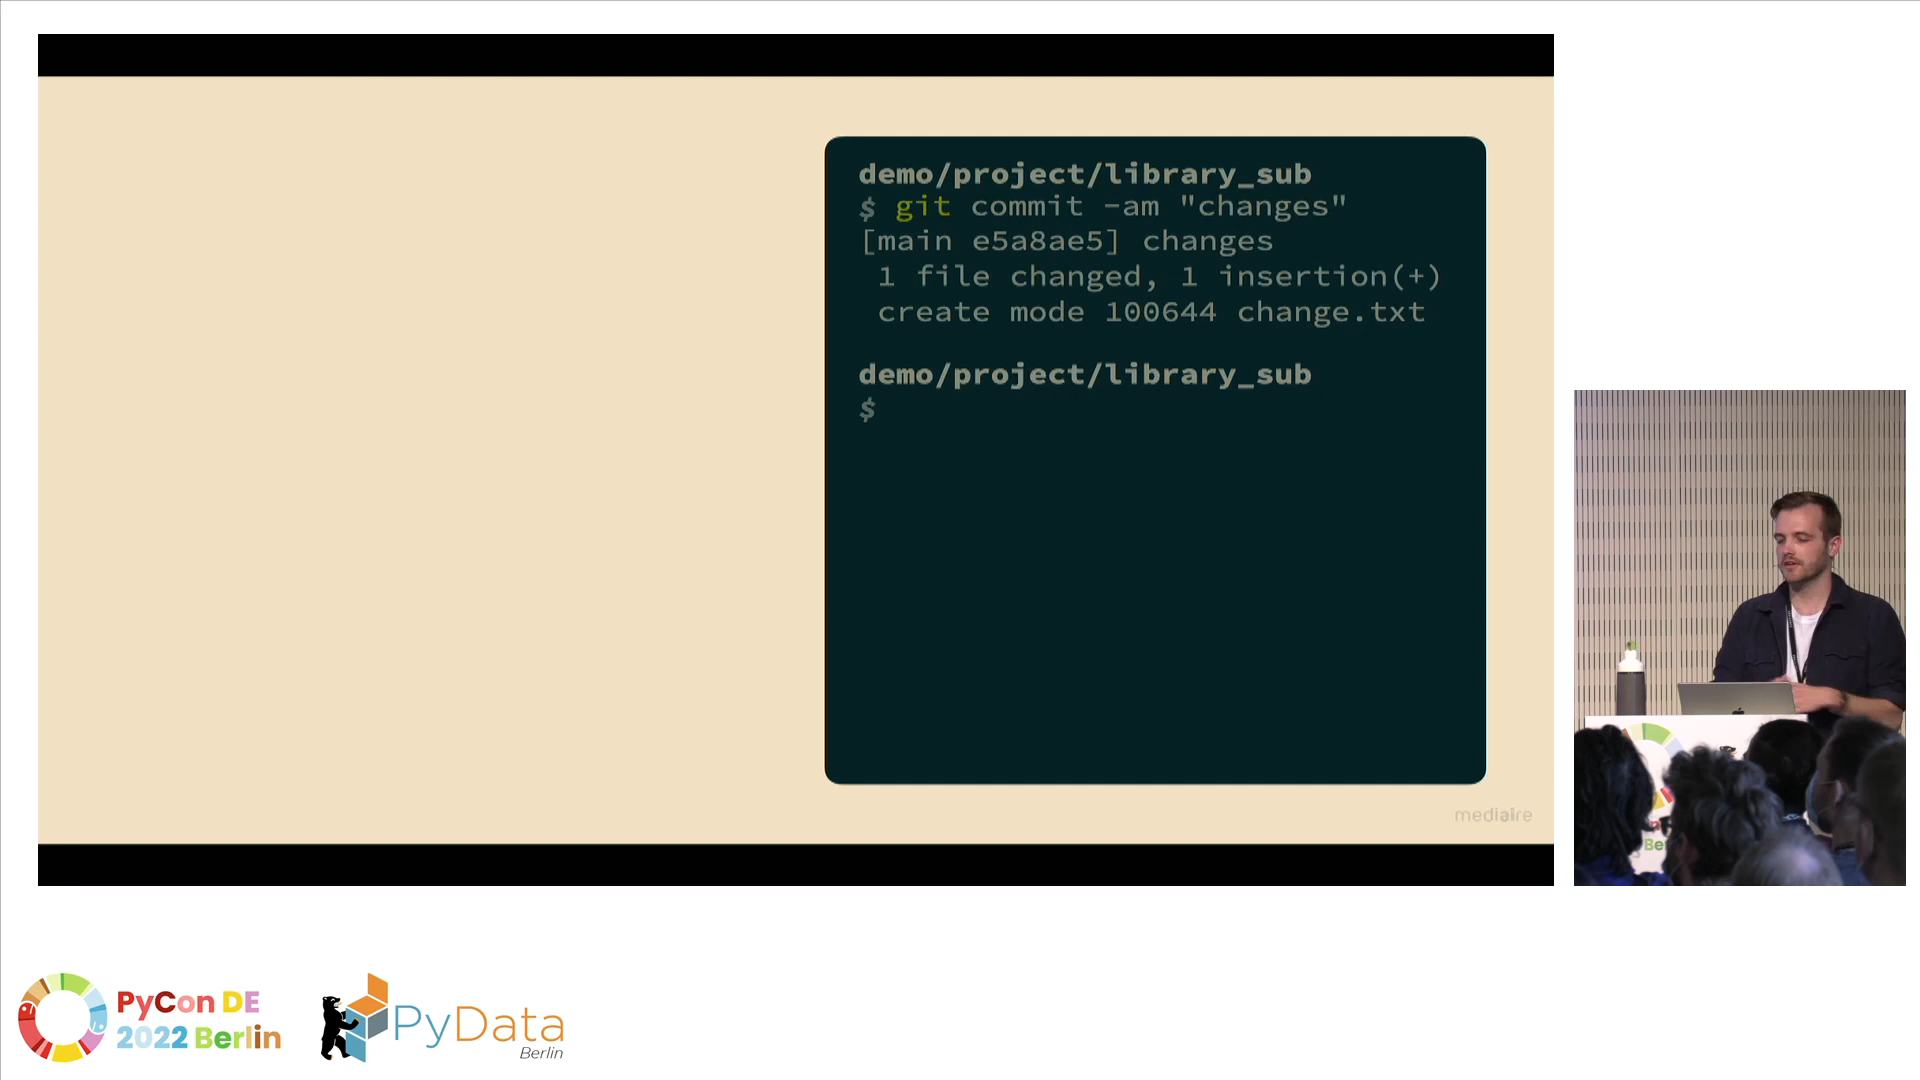 demo/project/library_sub
$ git commit -am "changes"
[main e5a8ae5] changes
1 file changed, 1 insertion(+)
create mode 100644 change.txt
demo/project/library_sub
$
mediaire
Be
PyCon DE
2022 Berlin
PyData
Berlin